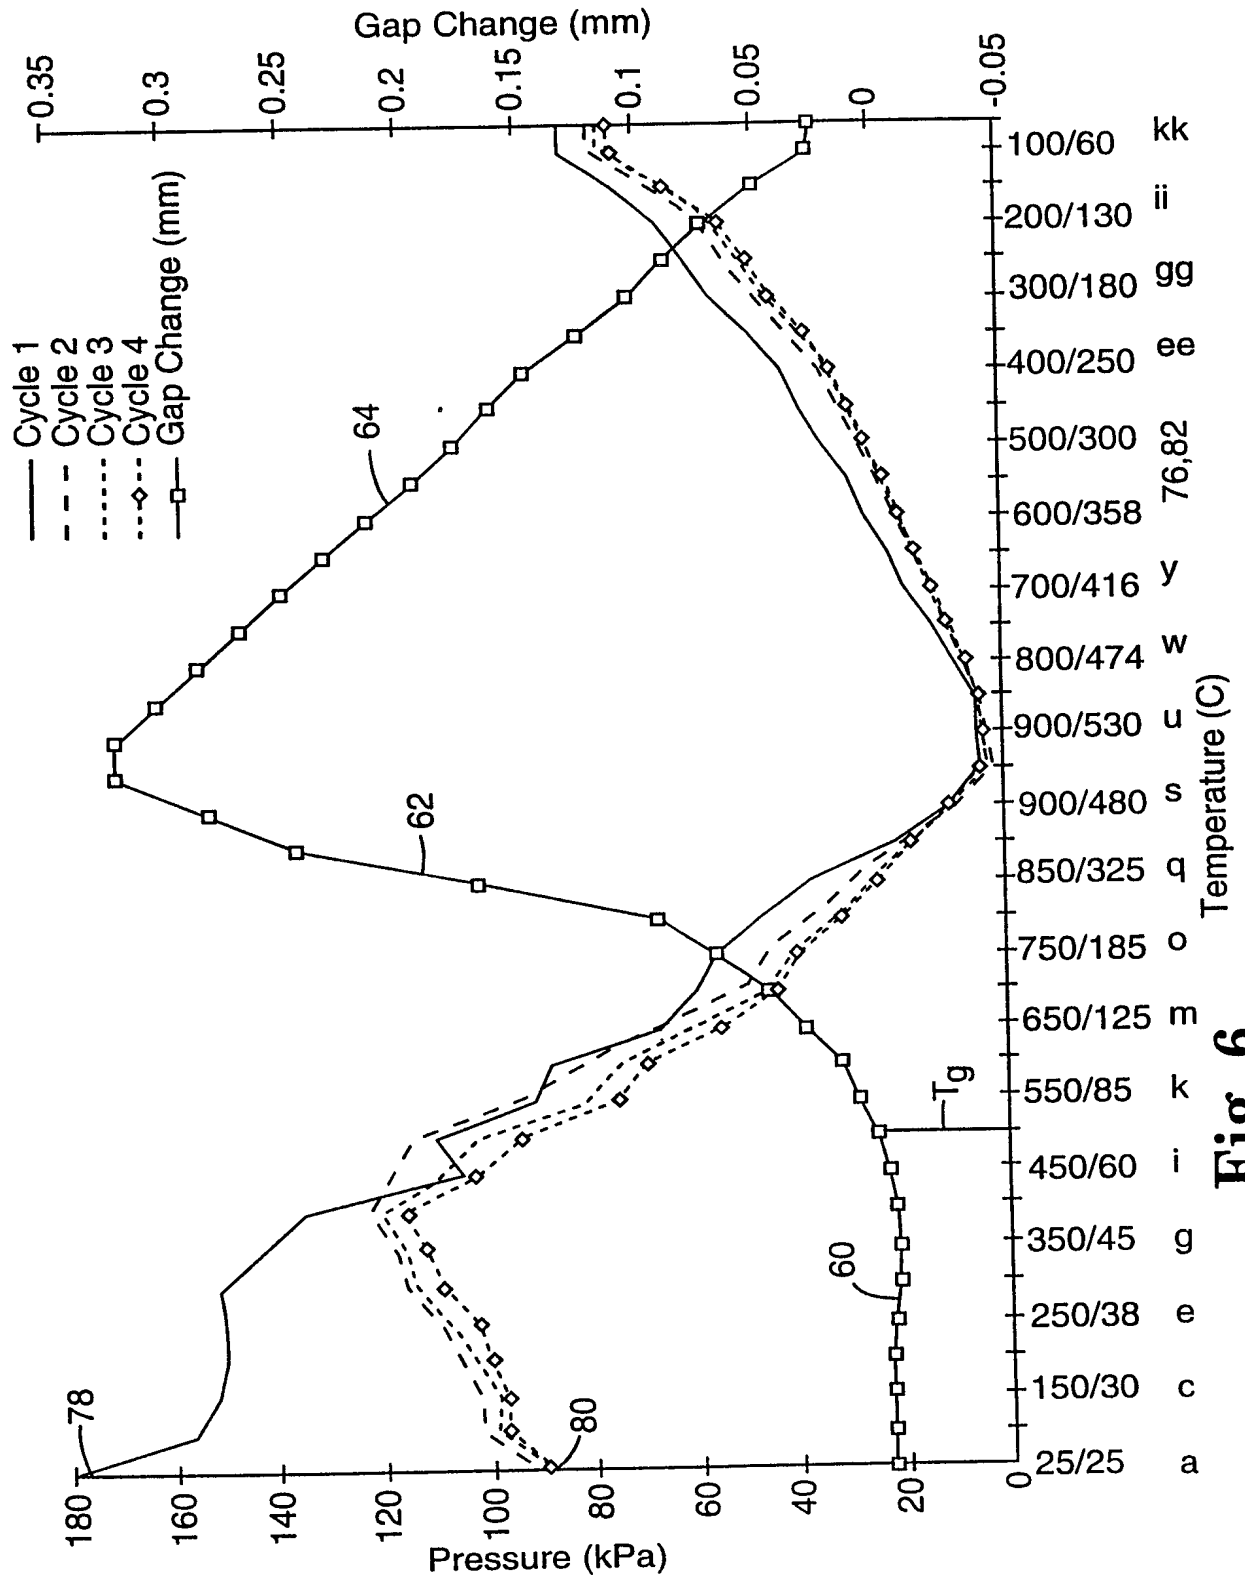 Cycle 1
Cycle 2
Cycle 3
Cycle 4
Gap Change (mm)
Pressure (kPa)
180
160
140
120
100
80
60
40
20
0
Gap Change (mm)
0.35
0.3
0.25
0.2
0.15
0.1
0.05
0
-0.05
78
80
60
62
64
Tg
25/25
150/30
250/38
350/45
450/60
550/85
650/125
750/185
850/325
900/480
900/530
800/474
700/416
600/358
500/300
400/250
300/180
200/130
100/60
a
c
e
g
i
k
m
o
q
s
u
w
y
76,82
ee
gg
ii
kk
Temperature (C)
Fig. 6